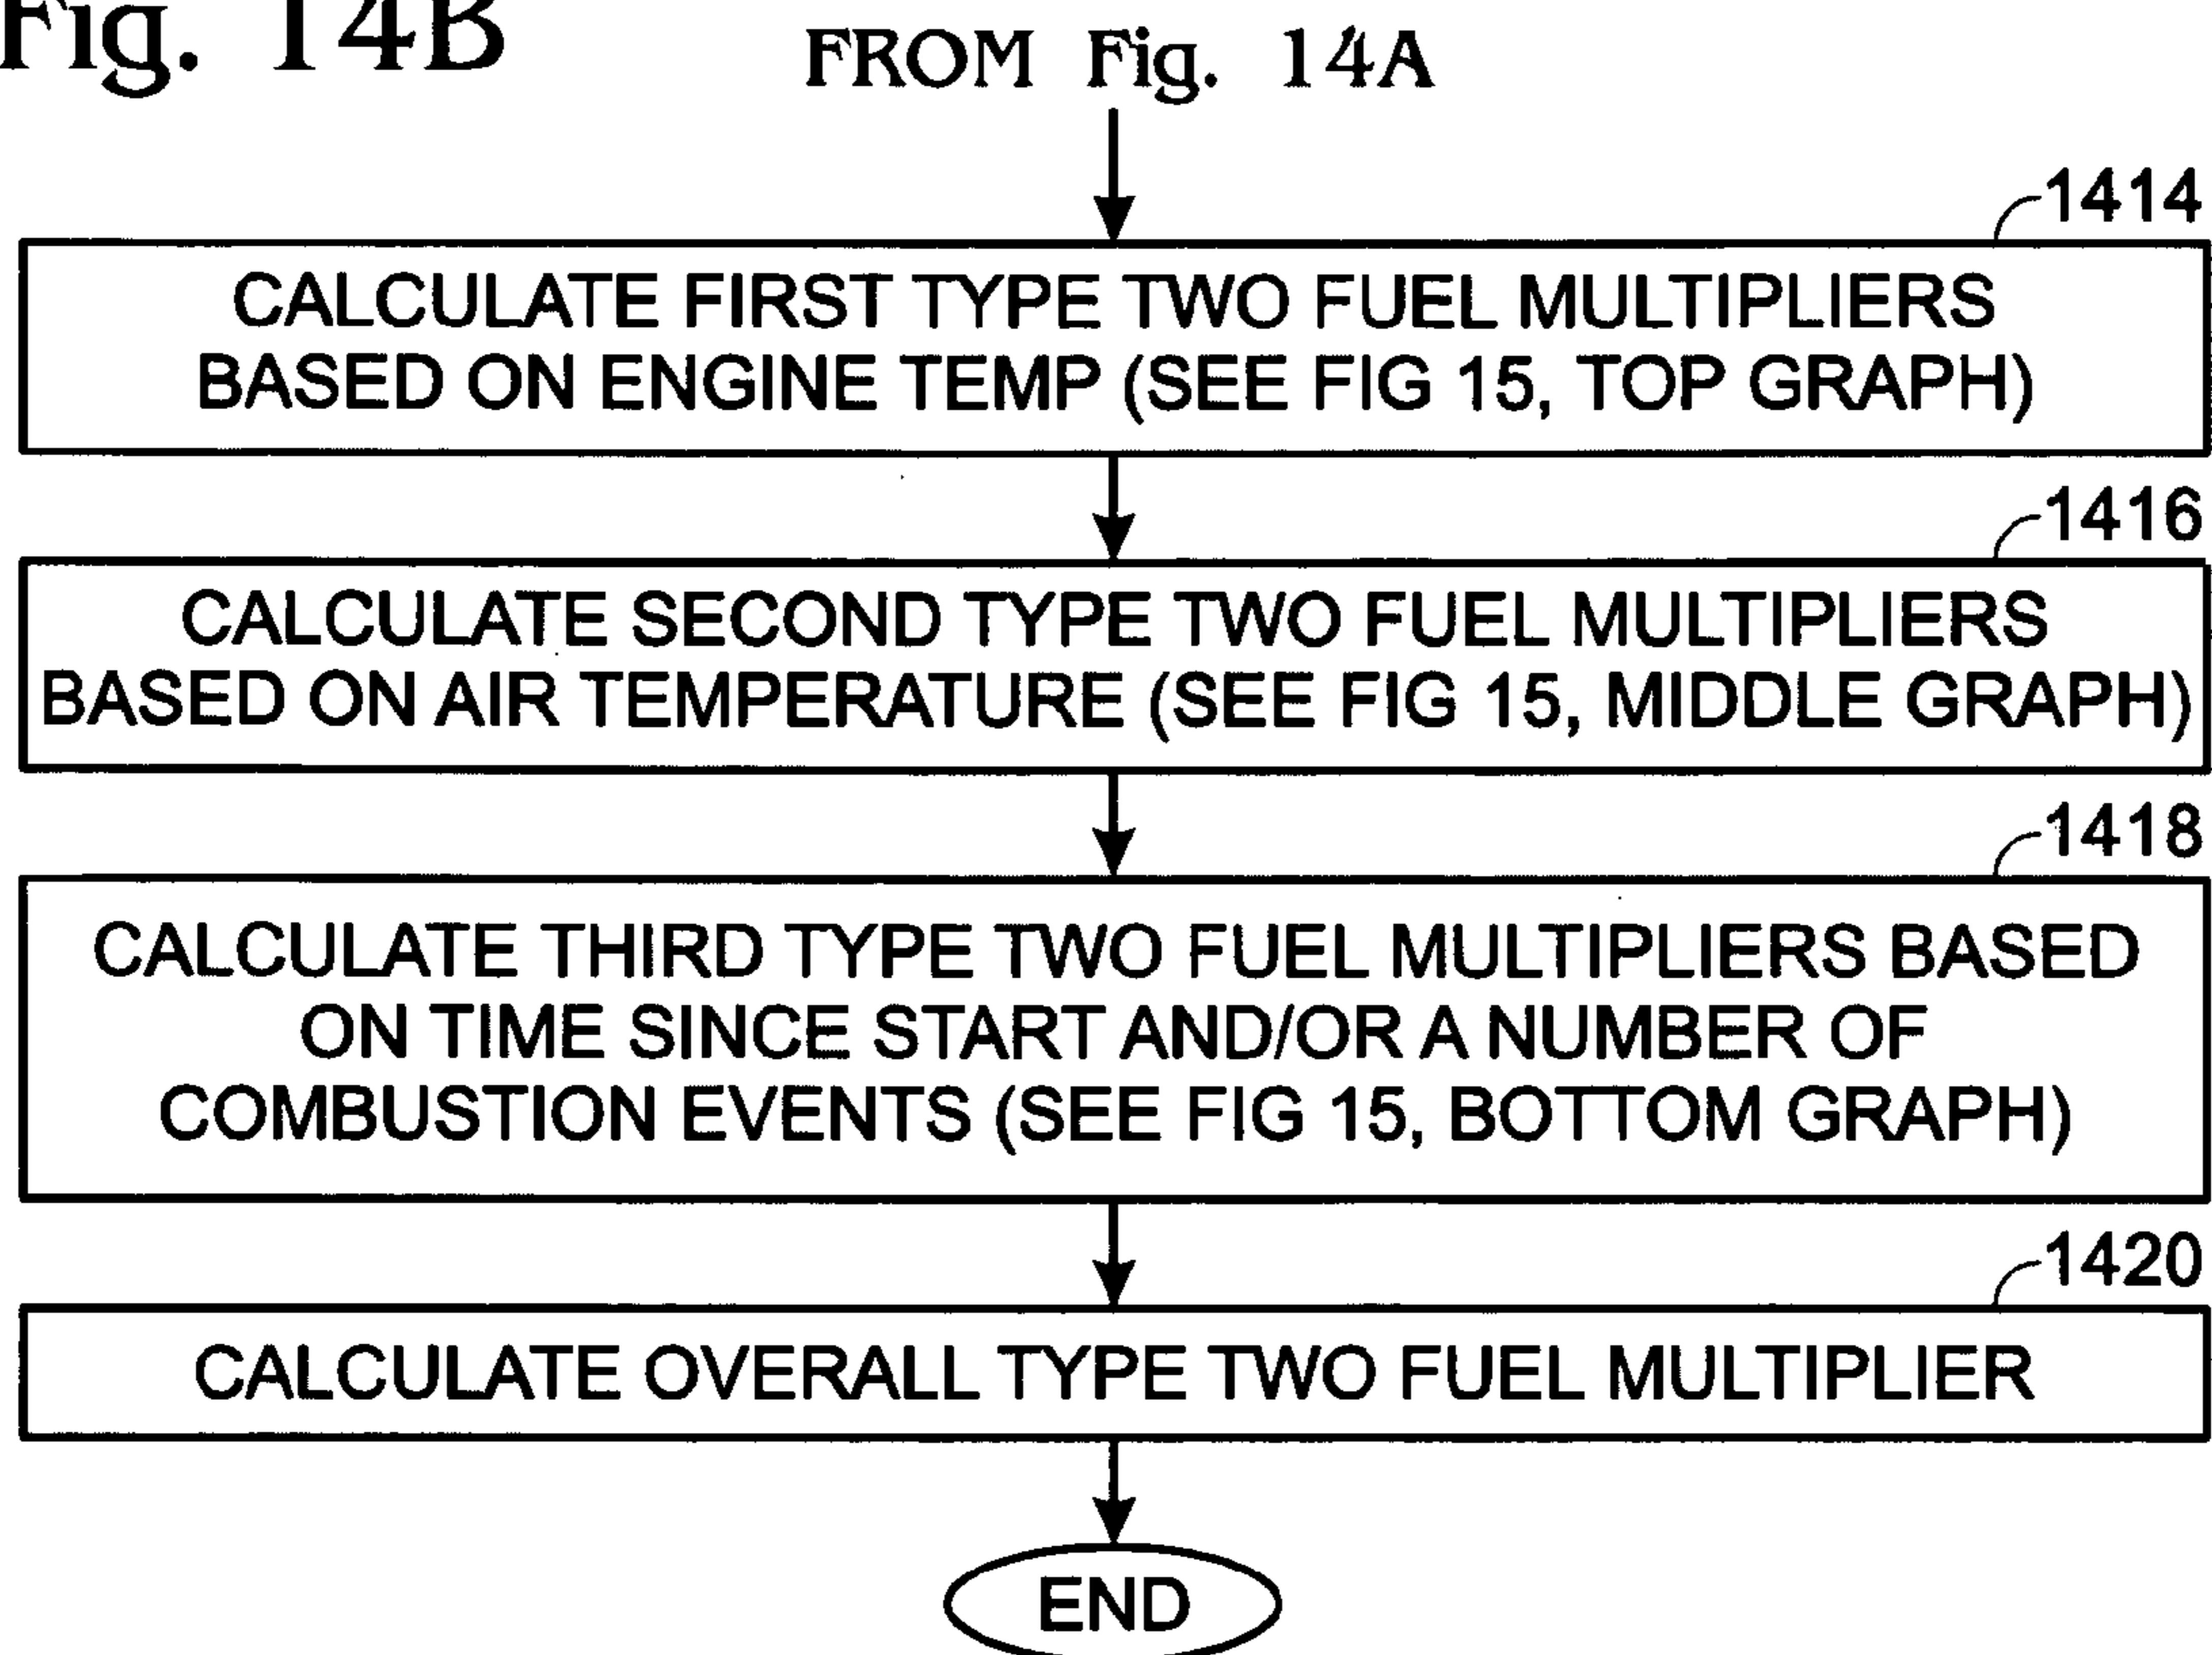 Fig. 14B
FROM Fig. 14A
1414
CALCULATE FIRST TYPE TWO FUEL MULTIPLIERS
BASED ON ENGINE TEMP (SEE FIG 15, TOP GRAPH)
1416
CALCULATE SECOND TYPE TWO FUEL MULTIPLIERS
BASED ON AIR TEMPERATURE (SEE FIG 15, MIDDLE GRAPH)
1418
CALCULATE THIRD TYPE TWO FUEL MULTIPLIERS BASED
ON TIME SINCE START AND/OR A NUMBER OF
COMBUSTION EVENTS (SEE FIG 15, BOTTOM GRAPH)
1420
CALCULATE OVERALL TYPE TWO FUEL MULTIPLIER
END